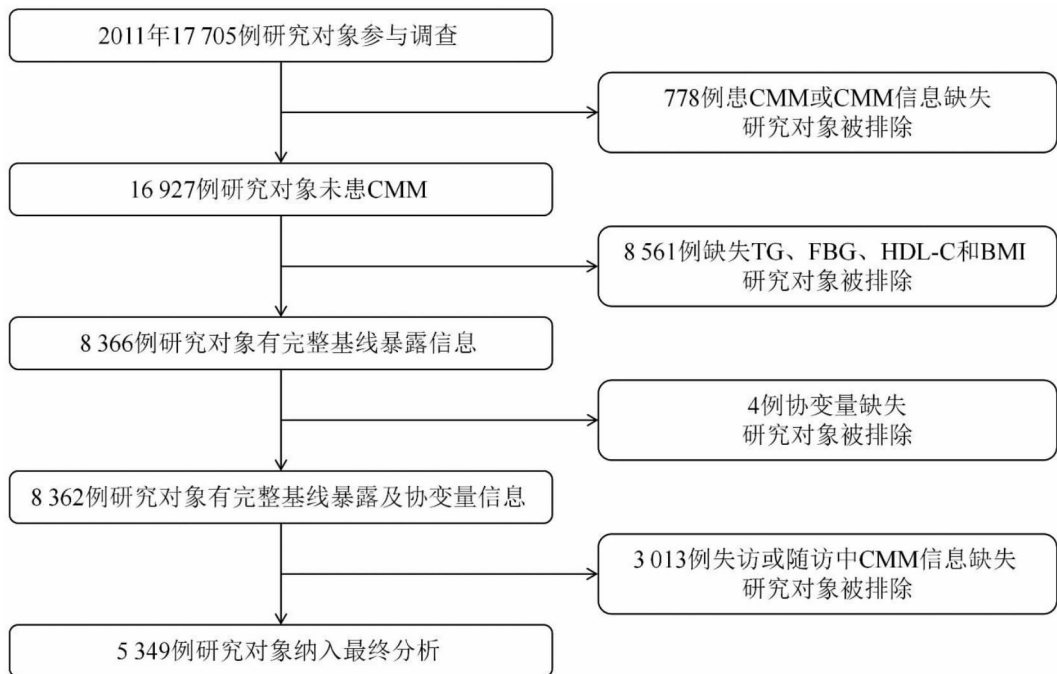 2011年17 705例研究对象参与调查
778例患CMM或CMM信息缺失
研究对象被排除
16 927例研究对象未患CMM
8 561例缺失TG、FBG、HDL-C和BMI
研究对象被排除
8 366例研究对象有完整基线暴露信息
4例协变量缺失
研究对象被排除
8 362例研究对象有完整基线暴露及协变量信息
3 013例失访或随访中CMM信息缺失
研究对象被排除
5 349例研究对象纳入最终分析